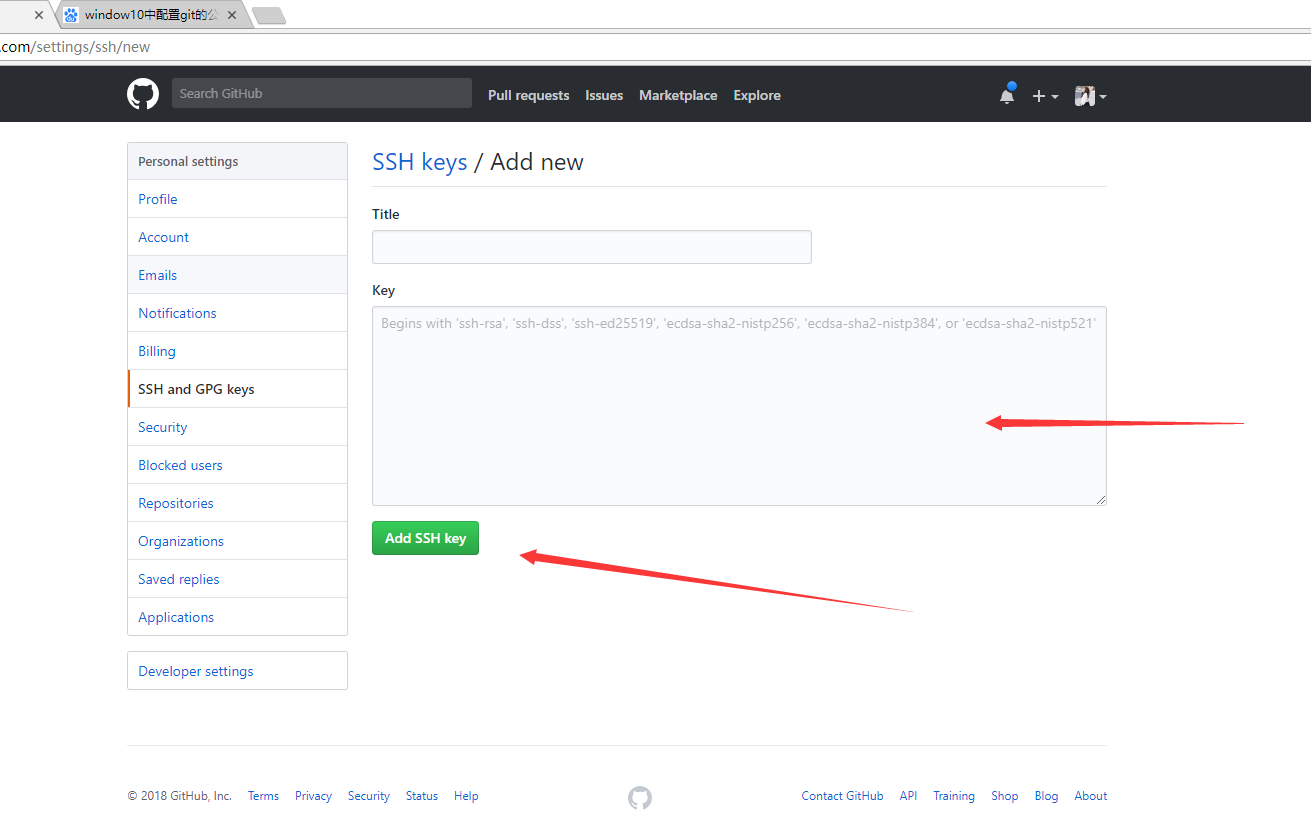 window10中配置git的
.com/settings/ssh/new
Search GitHub
Pull requests Issues Marketplace Explore
Personal settings
Profile
Account
Emails
Notifications
Billing
SSH and GPG keys
Security
Blocked users
Repositories
Organizations
Saved replies
Applications
Developer settings
SSH keys / Add new
Title
Key
Begins with 'ssh-rsa', 'ssh-dss', 'ssh-ed25519', 'ecdsa-sha2-nistp256', 'ecdsa-sha2-nistp384', or 'ecdsa-sha2-nistp521'
Add SSH key
© 2018 GitHub, Inc. Terms Privacy Security Status Help
Contact GitHub API Training Shop Blog About